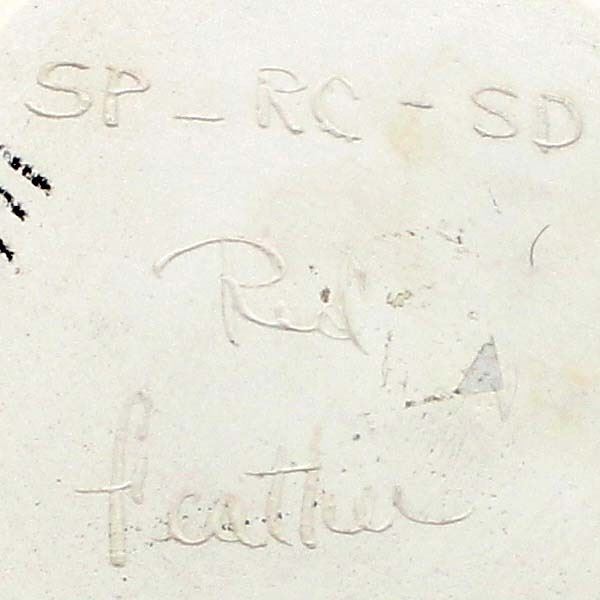 SP - RC - SD
Red
feather